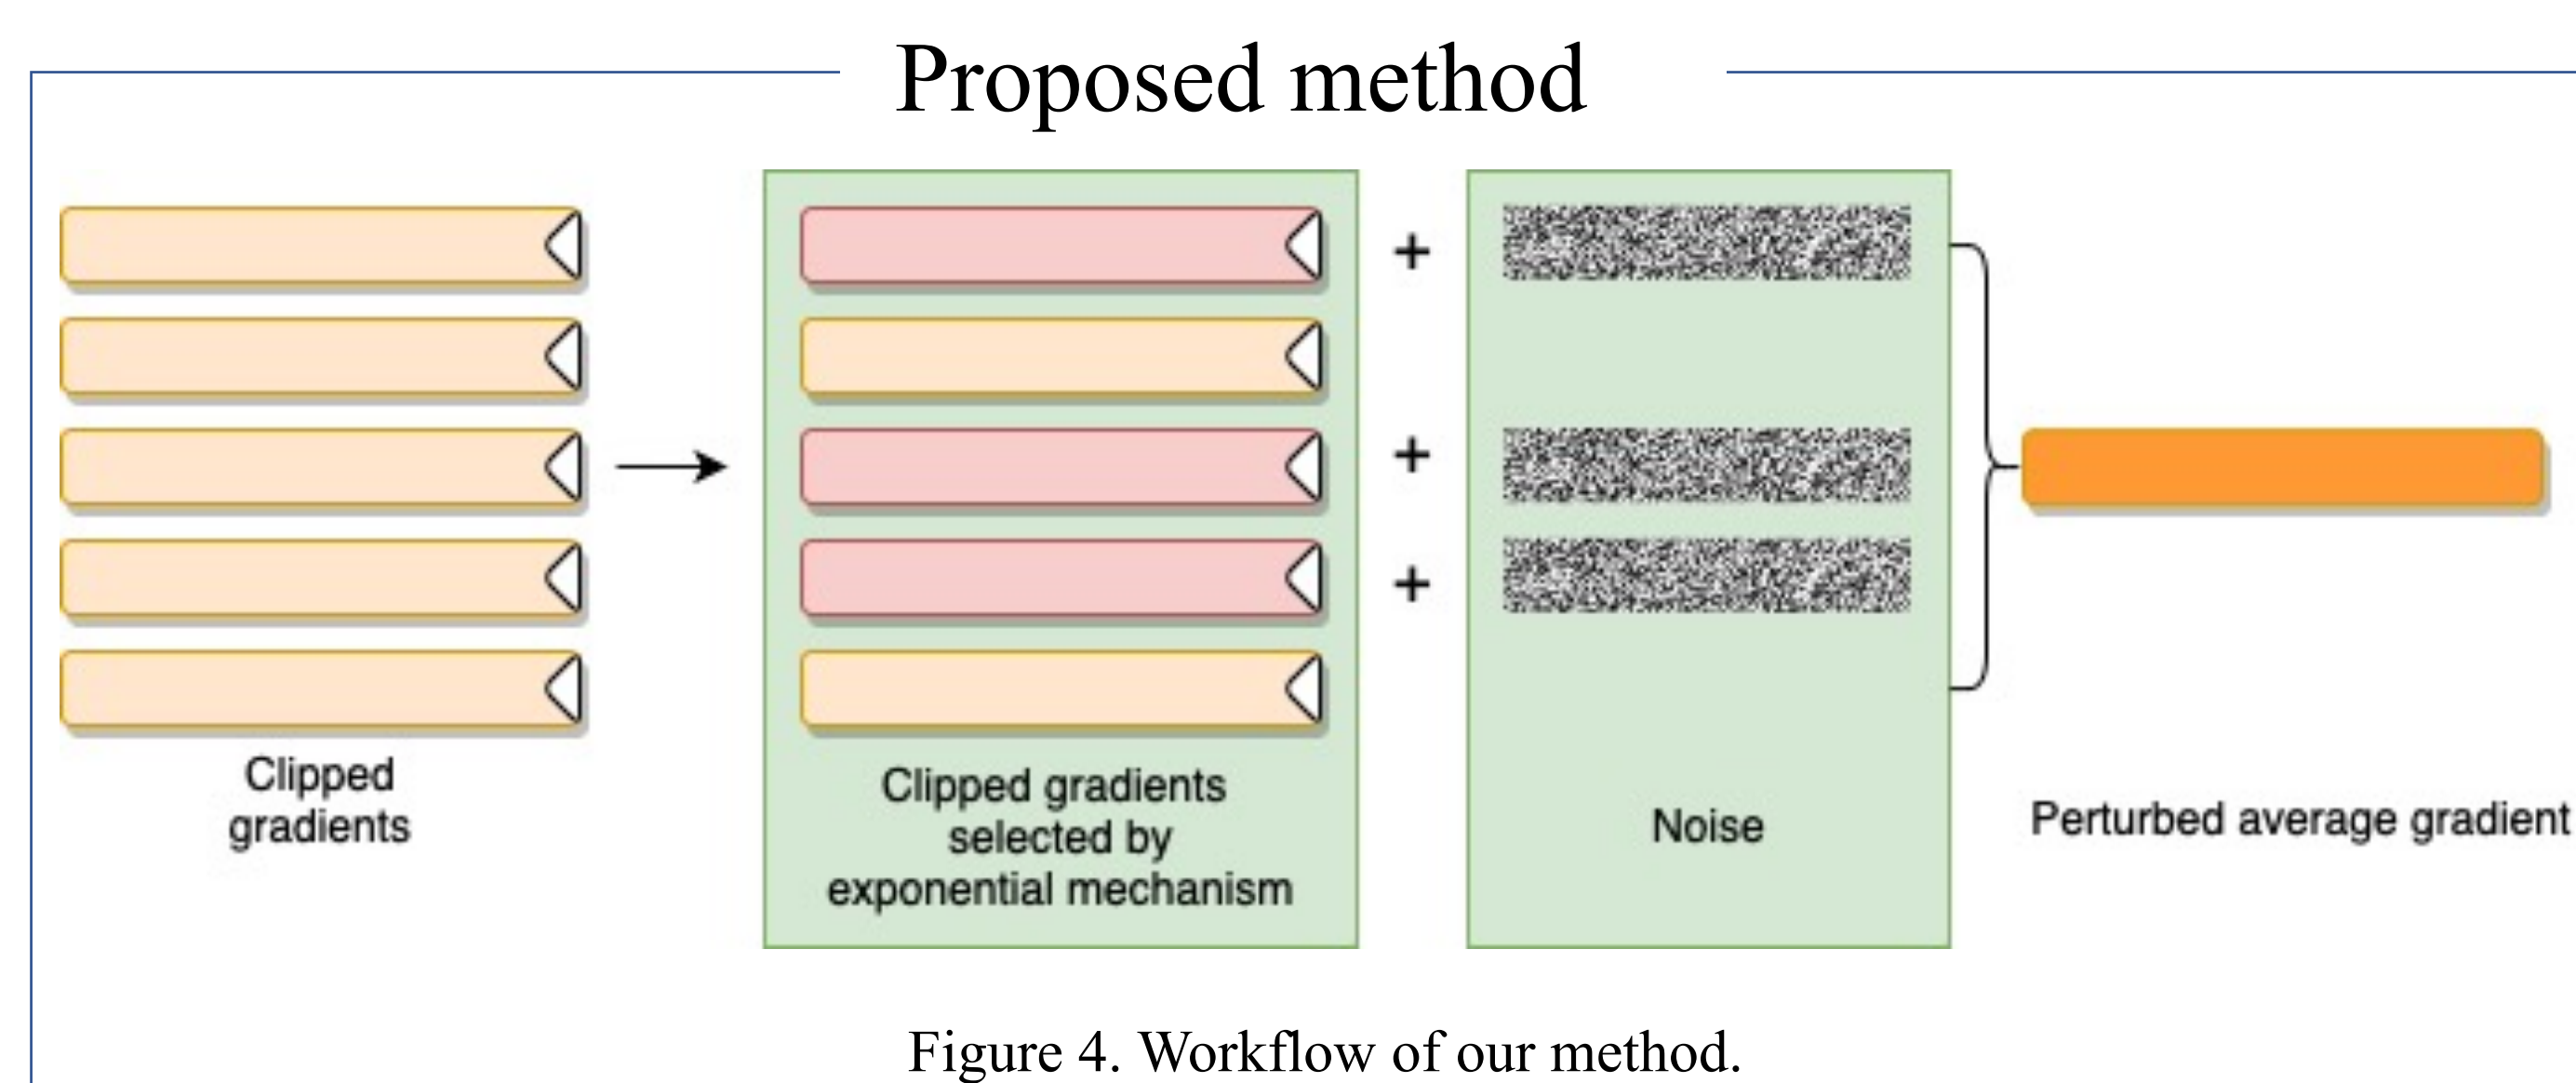 Proposed method
Clipped
gradients
Clipped gradients
selected by
exponential mechanism
+
+
+
Noise
Perturbed average gradient
Figure 4. Workflow of our method.